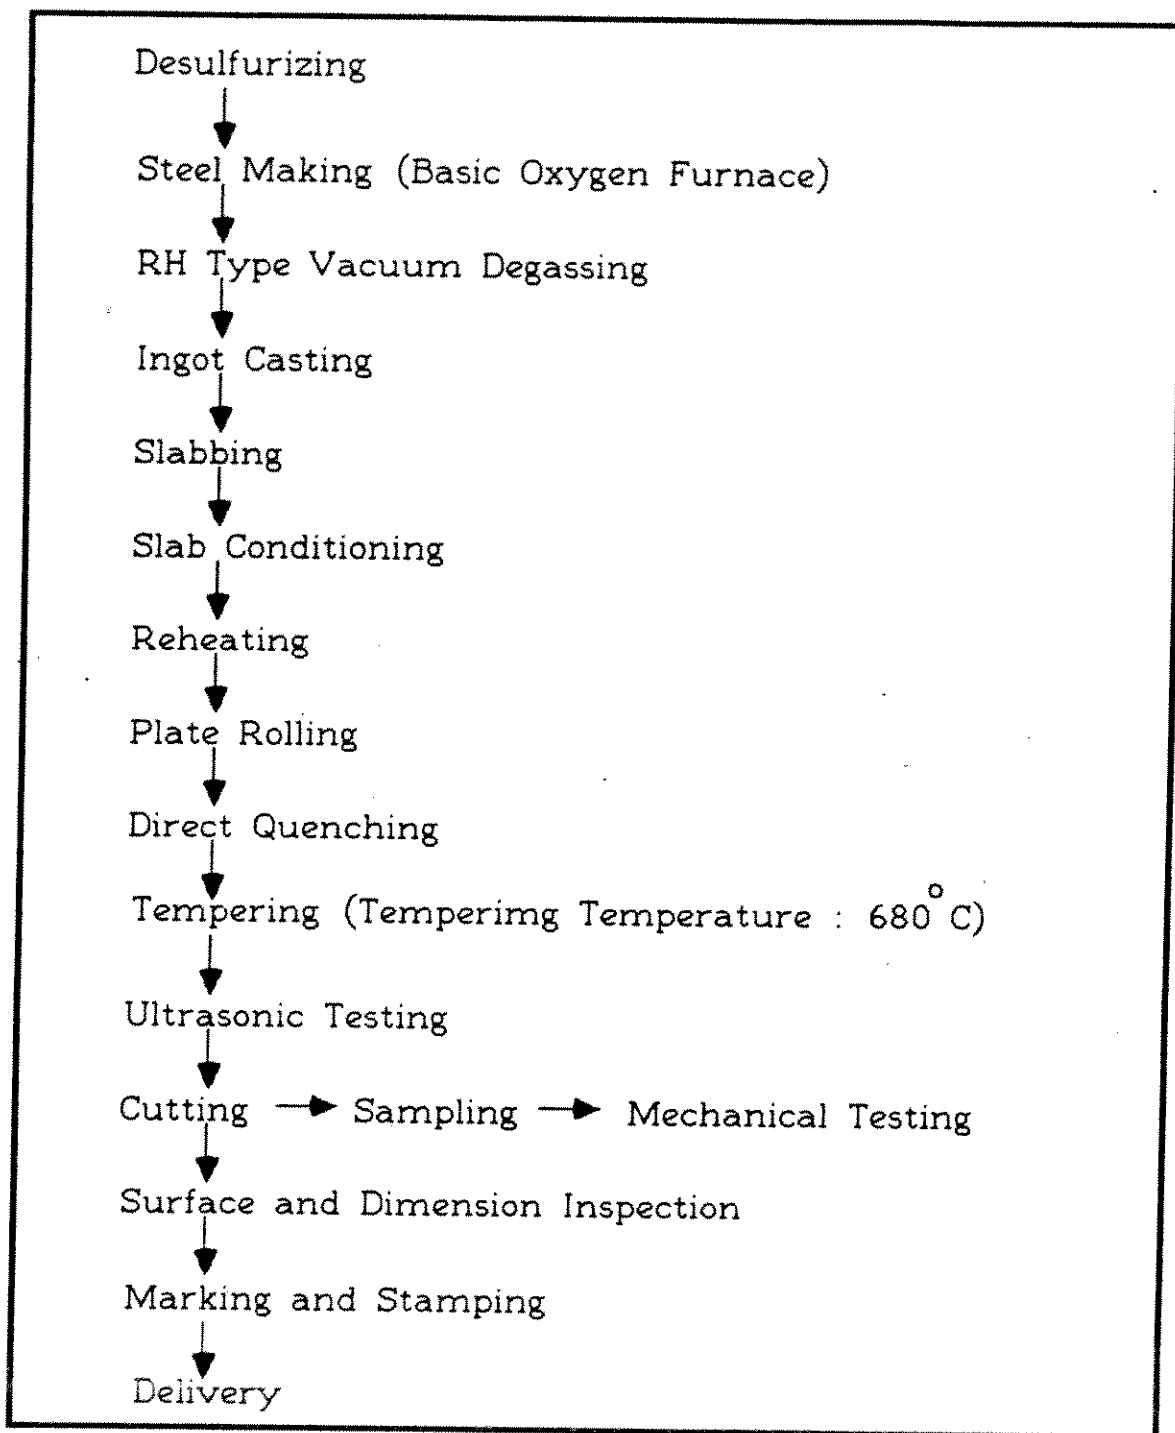 Desulfurizing
Steel Making (Basic Oxygen Furnace)
RH Type Vacuum Degassing
Ingot Casting
Slabbing
Slab Conditioning
Reheating
Plate Rolling
Direct Quenching
Tempering (Temperimg Temperature : 680°C)
Ultrasonic Testing
Cutting → Sampling → Mechanical Testing
Surface and Dimension Inspection
Marking and Stamping
Delivery